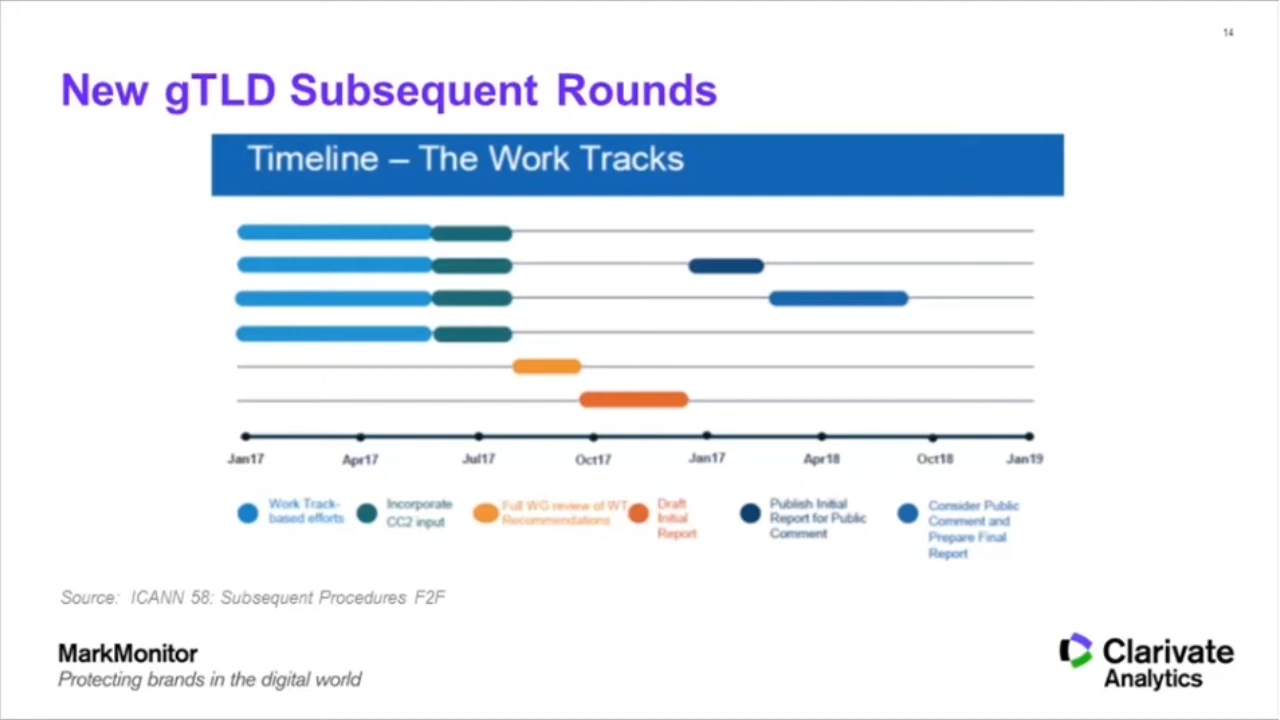 14
New gTLD Subsequent Rounds
Timeline – The Work Tracks
Jan17 Apr17 Jul17 Oct17 Jan17 Apr18 Oct18 Jan19
Work Track-
based efforts
Incorporate
CC2 input
Full WG review of WT
Recommendations
Draft
Initial
Report
Publish Initial
Report for Public
Comment
Consider Public
Comment and
Prepare Final
Report
Source: ICANN 58: Subsequent Procedures F2F
MarkMonitor
Protecting brands in the digital world
Clarivate
Analytics